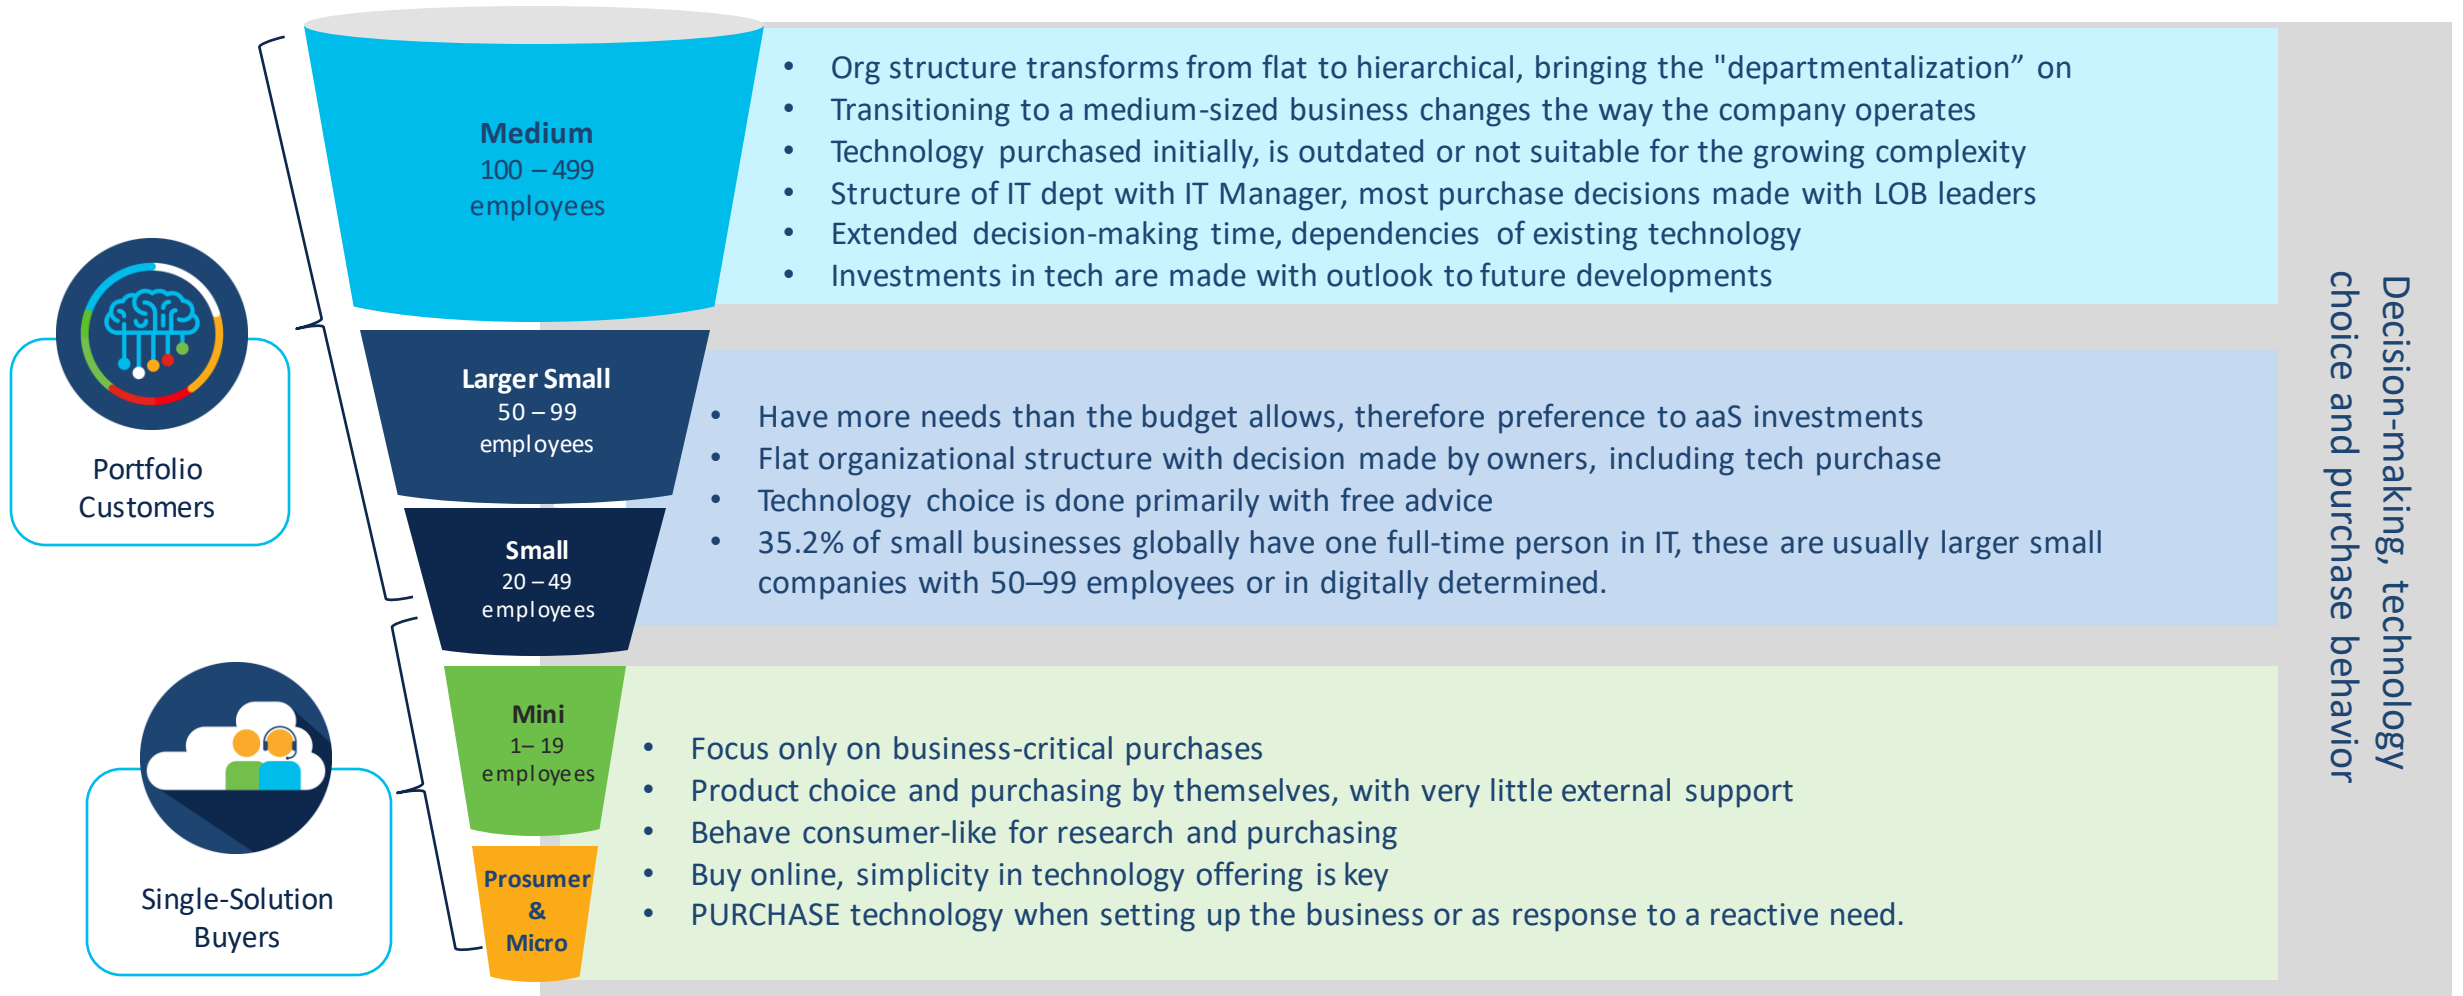 Medium
100 – 499
employees
• Org structure transforms from flat to hierarchical, bringing the "departmentalization” on
• Transitioning to a medium-sized business changes the way the company operates
• Technology purchased initially, is outdated or not suitable for the growing complexity
• Structure of IT dept with IT Manager, most purchase decisions made with LOB leaders
• Extended decision-making time, dependencies of existing technology
• Investments in tech are made with outlook to future developments
Larger Small
50 – 99
employees
Small
20 – 49
employees
• Have more needs than the budget allows, therefore preference to aaS investments
• Flat organizational structure with decision made by owners, including tech purchase
• Technology choice is done primarily with free advice
• 35.2% of small businesses globally have one full-time person in IT, these are usually larger small
companies with 50–99 employees or in digitally determined.
Portfolio
Customers
Mini
1– 19
employees
Prosumer
&
Micro
• Focus only on business-critical purchases
• Product choice and purchasing by themselves, with very little external support
• Behave consumer-like for research and purchasing
• Buy online, simplicity in technology offering is key
• PURCHASE technology when setting up the business or as response to a reactive need.
Single-Solution
Buyers
Decision-making, technology
choice and purchase behavior